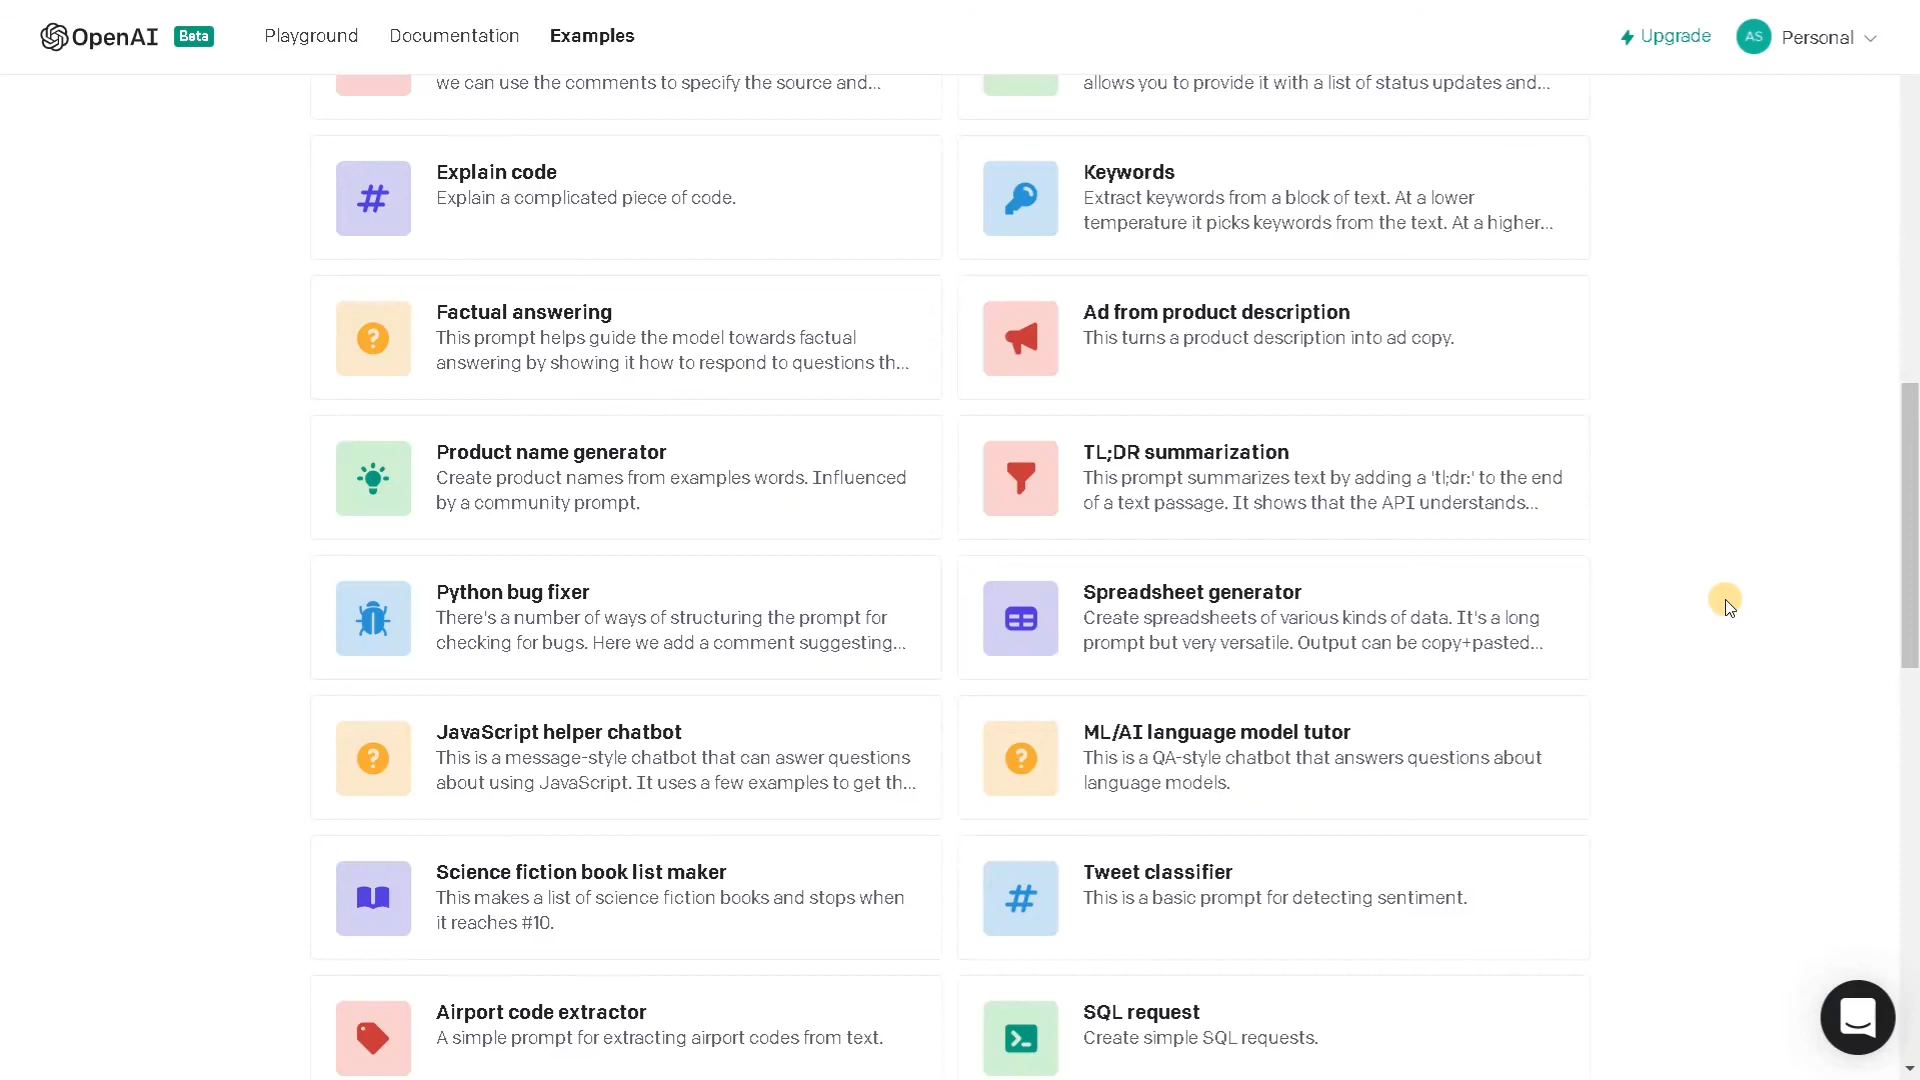 OpenAI Beta Playground Documentation Examples Upgrade AS Personal
we can use the comments to specify the source and...
allows you to provide it with a list of status updates and...
Explain code
Explain a complicated piece of code.
Keywords
Extract keywords from a block of text. At a lower
temperature it picks keywords from the text. At a higher...
Factual answering
This prompt helps guide the model towards factual
answering by showing it how to respond to questions th...
Ad from product description
This turns a product description into ad copy.
Product name generator
Create product names from examples words. Influenced
by a community prompt.
TL;DR summarization
This prompt summarizes text by adding a 'tl;dr:' to the end
of a text passage. It shows that the API understands...
Python bug fixer
There's a number of ways of structuring the prompt for
checking for bugs. Here we add a comment suggesting...
Spreadsheet generator
Create spreadsheets of various kinds of data. It's a long
prompt but very versatile. Output can be copy+pasted...
JavaScript helper chatbot
This is a message-style chatbot that can aswer questions
about using JavaScript. It uses a few examples to get th...
ML/AI language model tutor
This is a QA-style chatbot that answers questions about
language models.
Science fiction book list maker
This makes a list of science fiction books and stops when
it reaches #10.
Tweet classifier
This is a basic prompt for detecting sentiment.
Airport code extractor
A simple prompt for extracting airport codes from text.
SQL request
Create simple SQL requests.